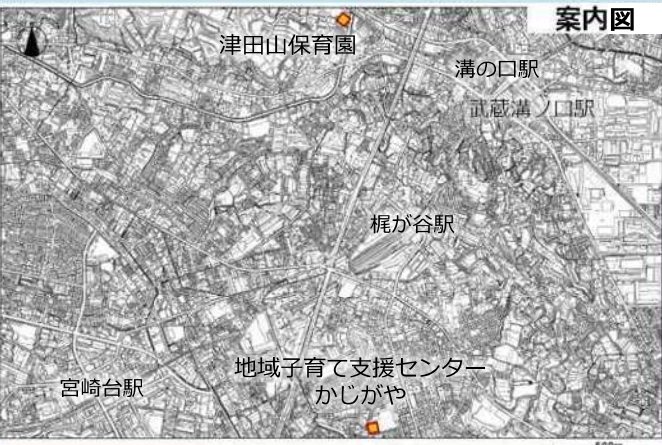 案内図
津田山保育園
溝の口駅
武蔵溝ノ口駅
梶が谷駅
地域子育て支援センター
かじがや
宮崎台駅